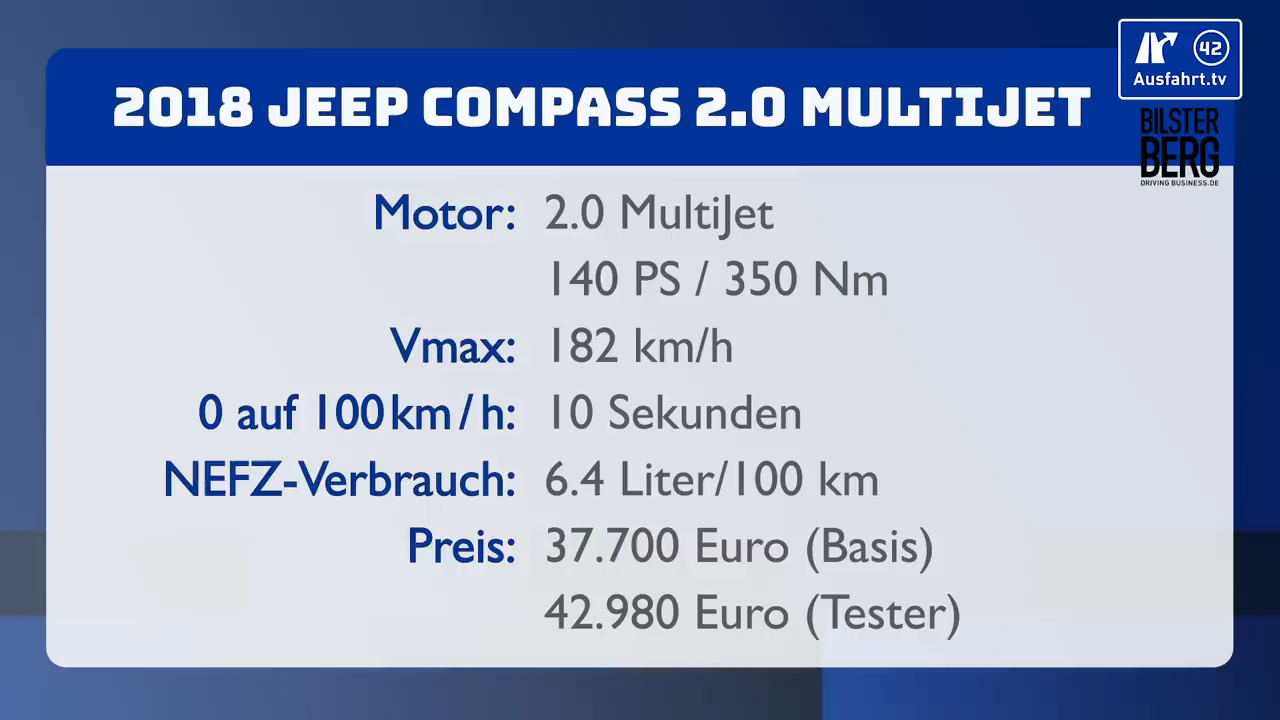 42
Ausfahrt.tv
2018 JEEP COMPASS 2.0 MULTIJET
BILSTER
BERG
DRIVING BUSINESS.DE
Motor: 2.0 MultiJet
140 PS / 350 Nm
Vmax: 182 km/h
0 auf 100 km / h: 10 Sekunden
NEFZ-Verbrauch: 6.4 Liter/100 km
Preis: 37.700 Euro (Basis)
42.980 Euro (Tester)